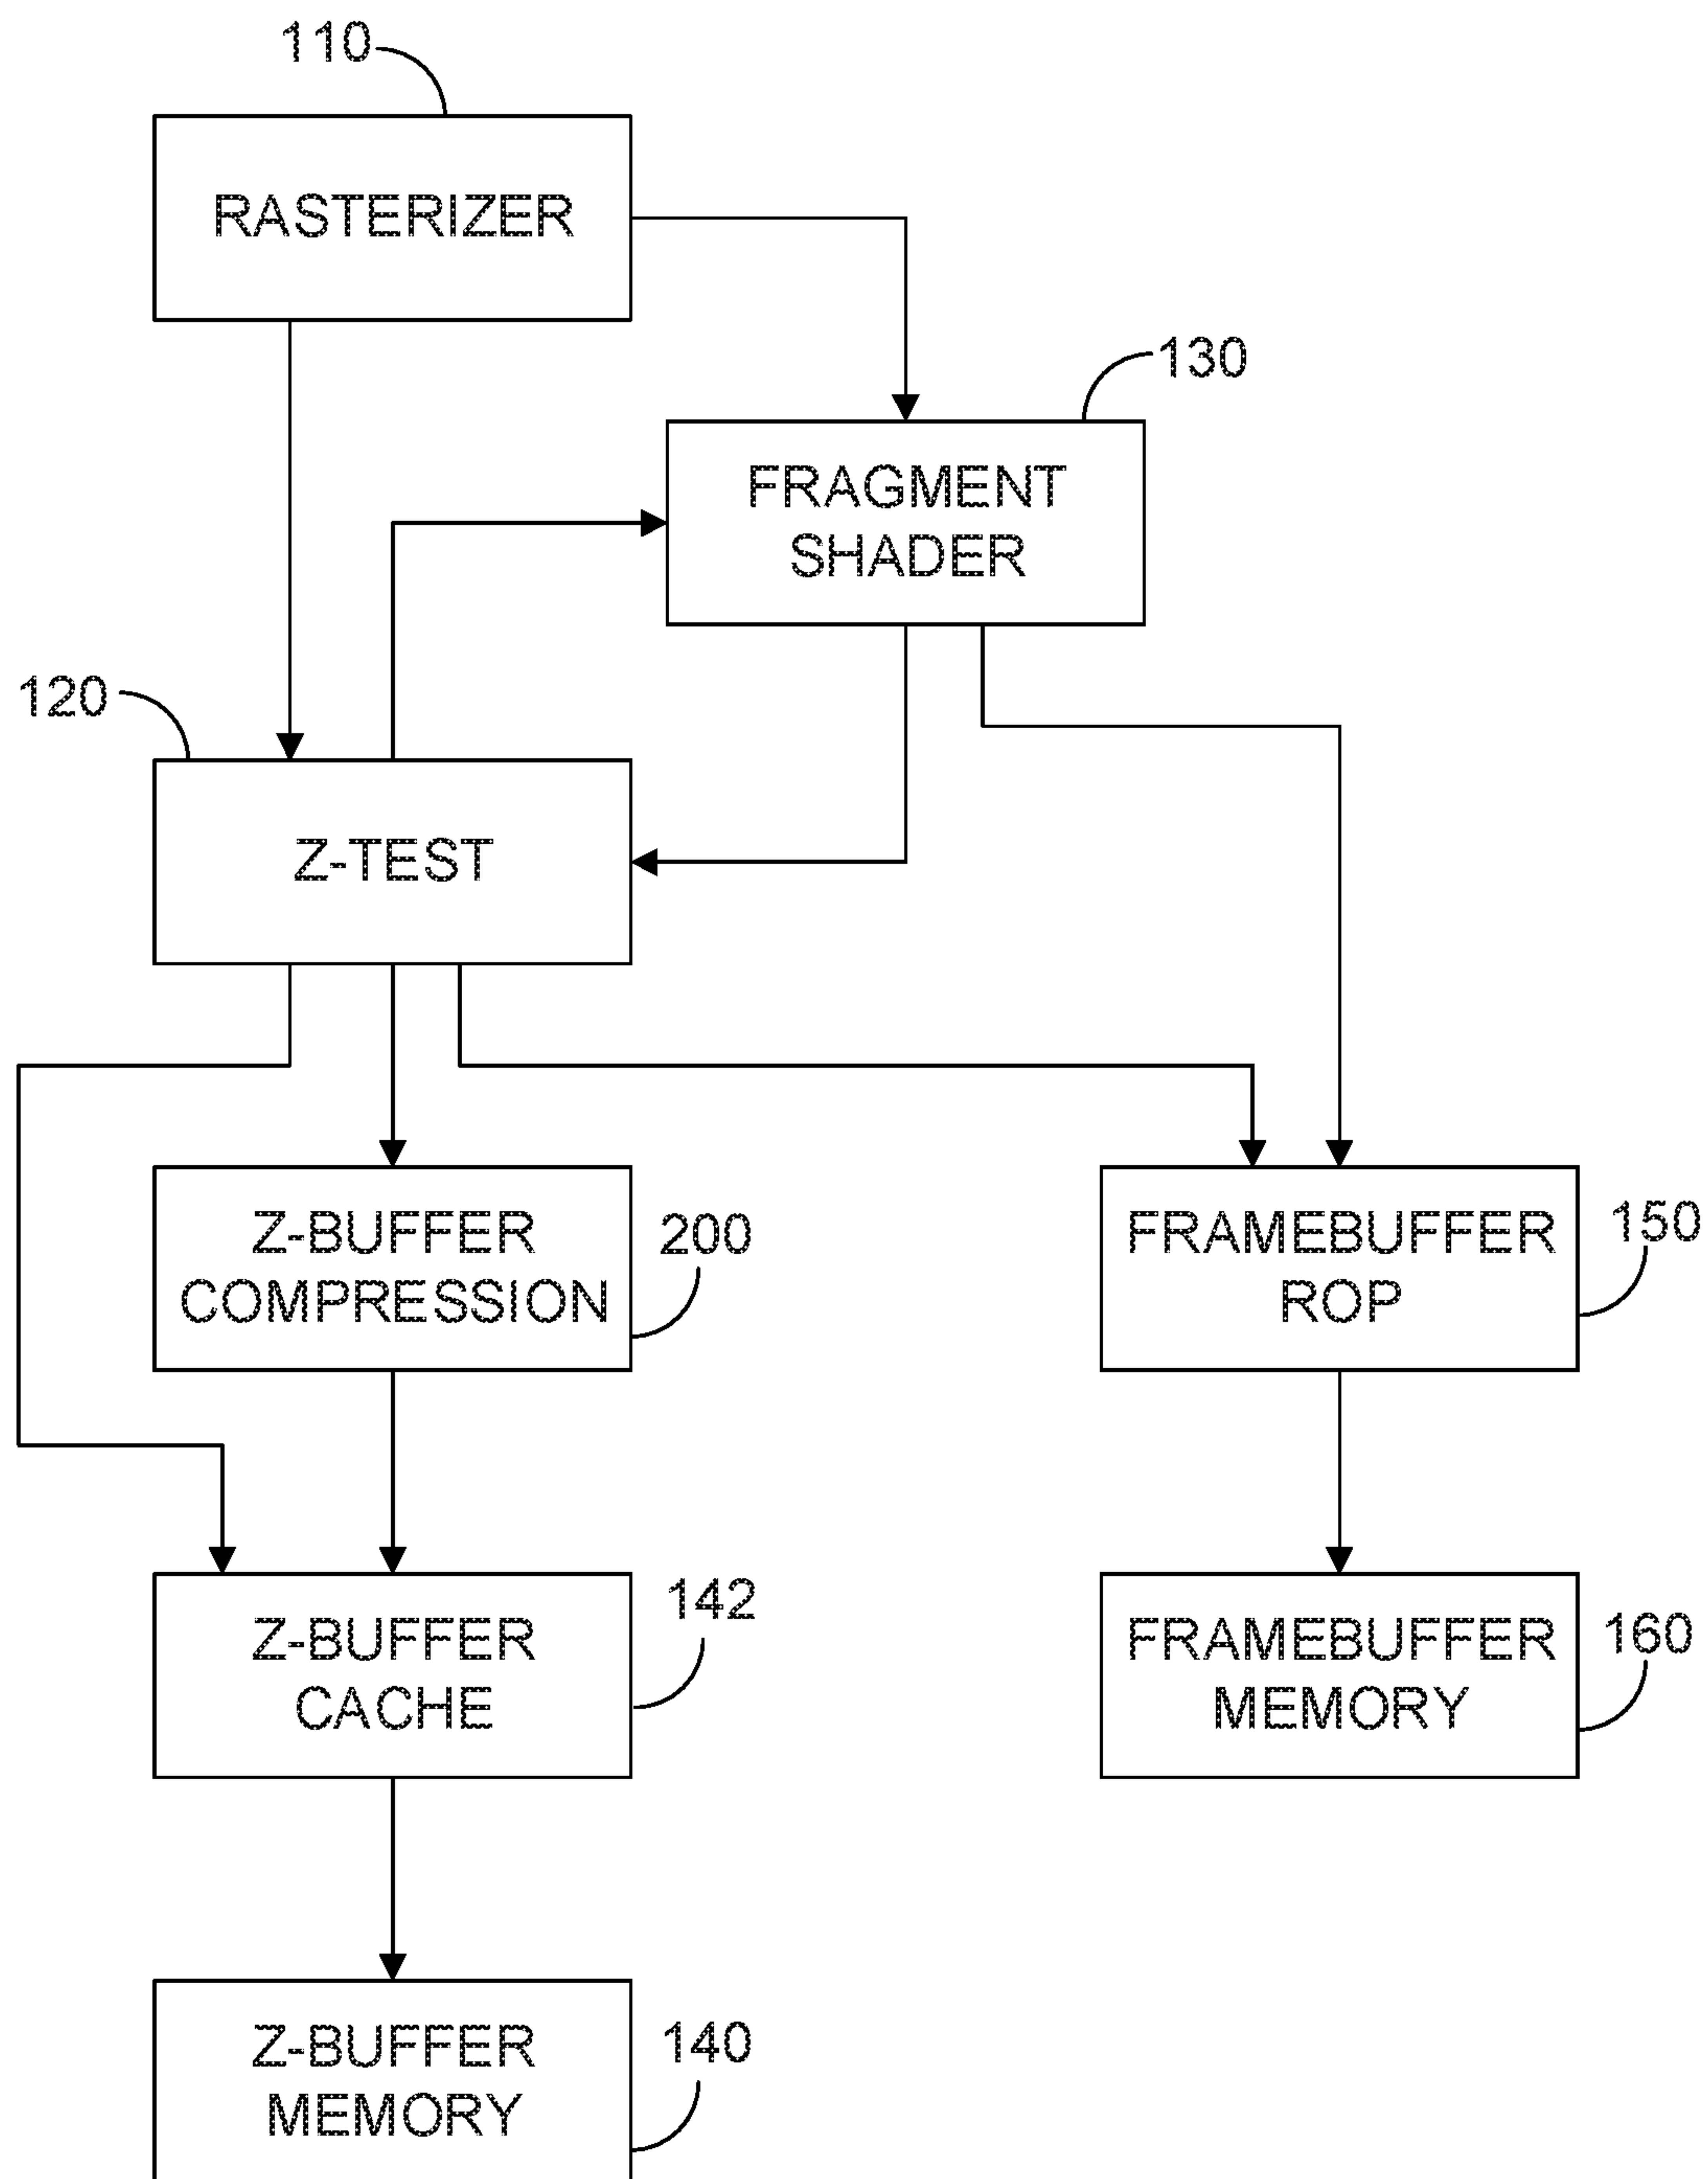 110
RASTERIZER
130
FRAGMENT
SHADER
120
Z-TEST
Z-BUFFER
COMPRESSION
200
FRAMEBUFFER
ROP
150
Z-BUFFER
CACHE
142
FRAMEBUFFER
MEMORY
160
Z-BUFFER
MEMORY
140